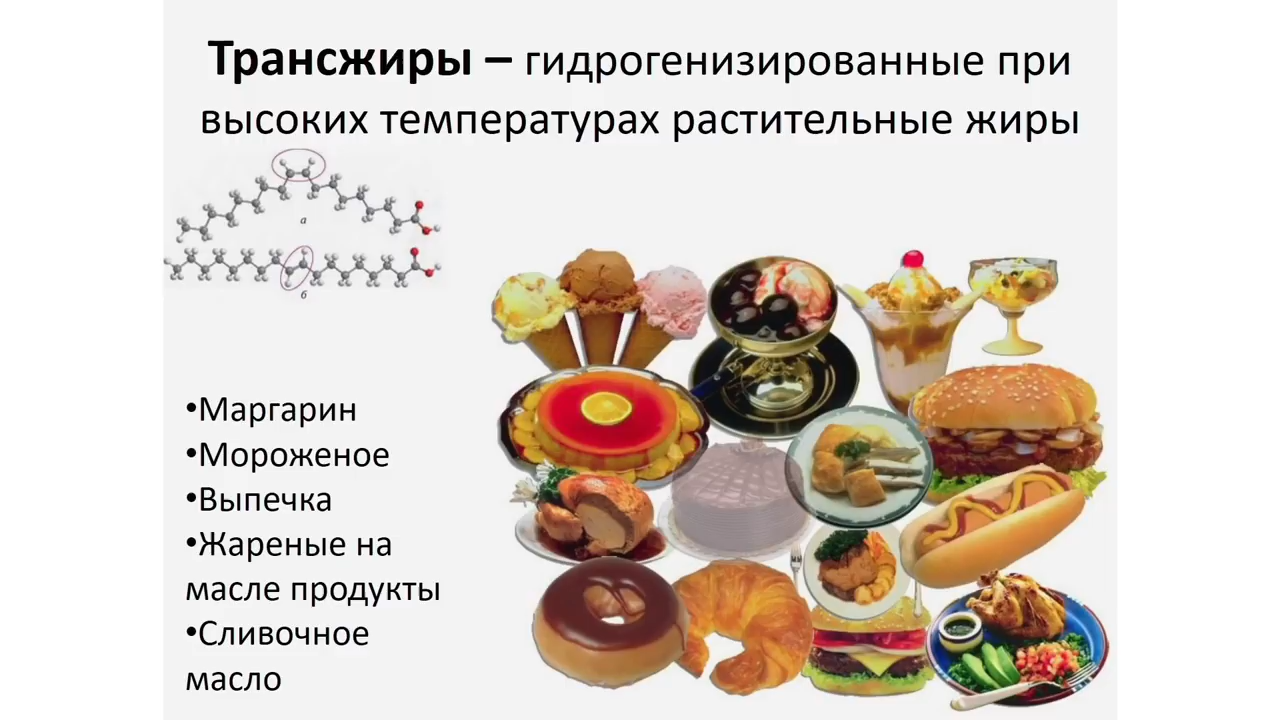 Трансжиры – гидрогенизированные при
высоких температурах растительные жиры
а
б
•Маргарин
•Мороженое
•Выпечка
•Жареные на
масле продукты
•Сливочное
масло